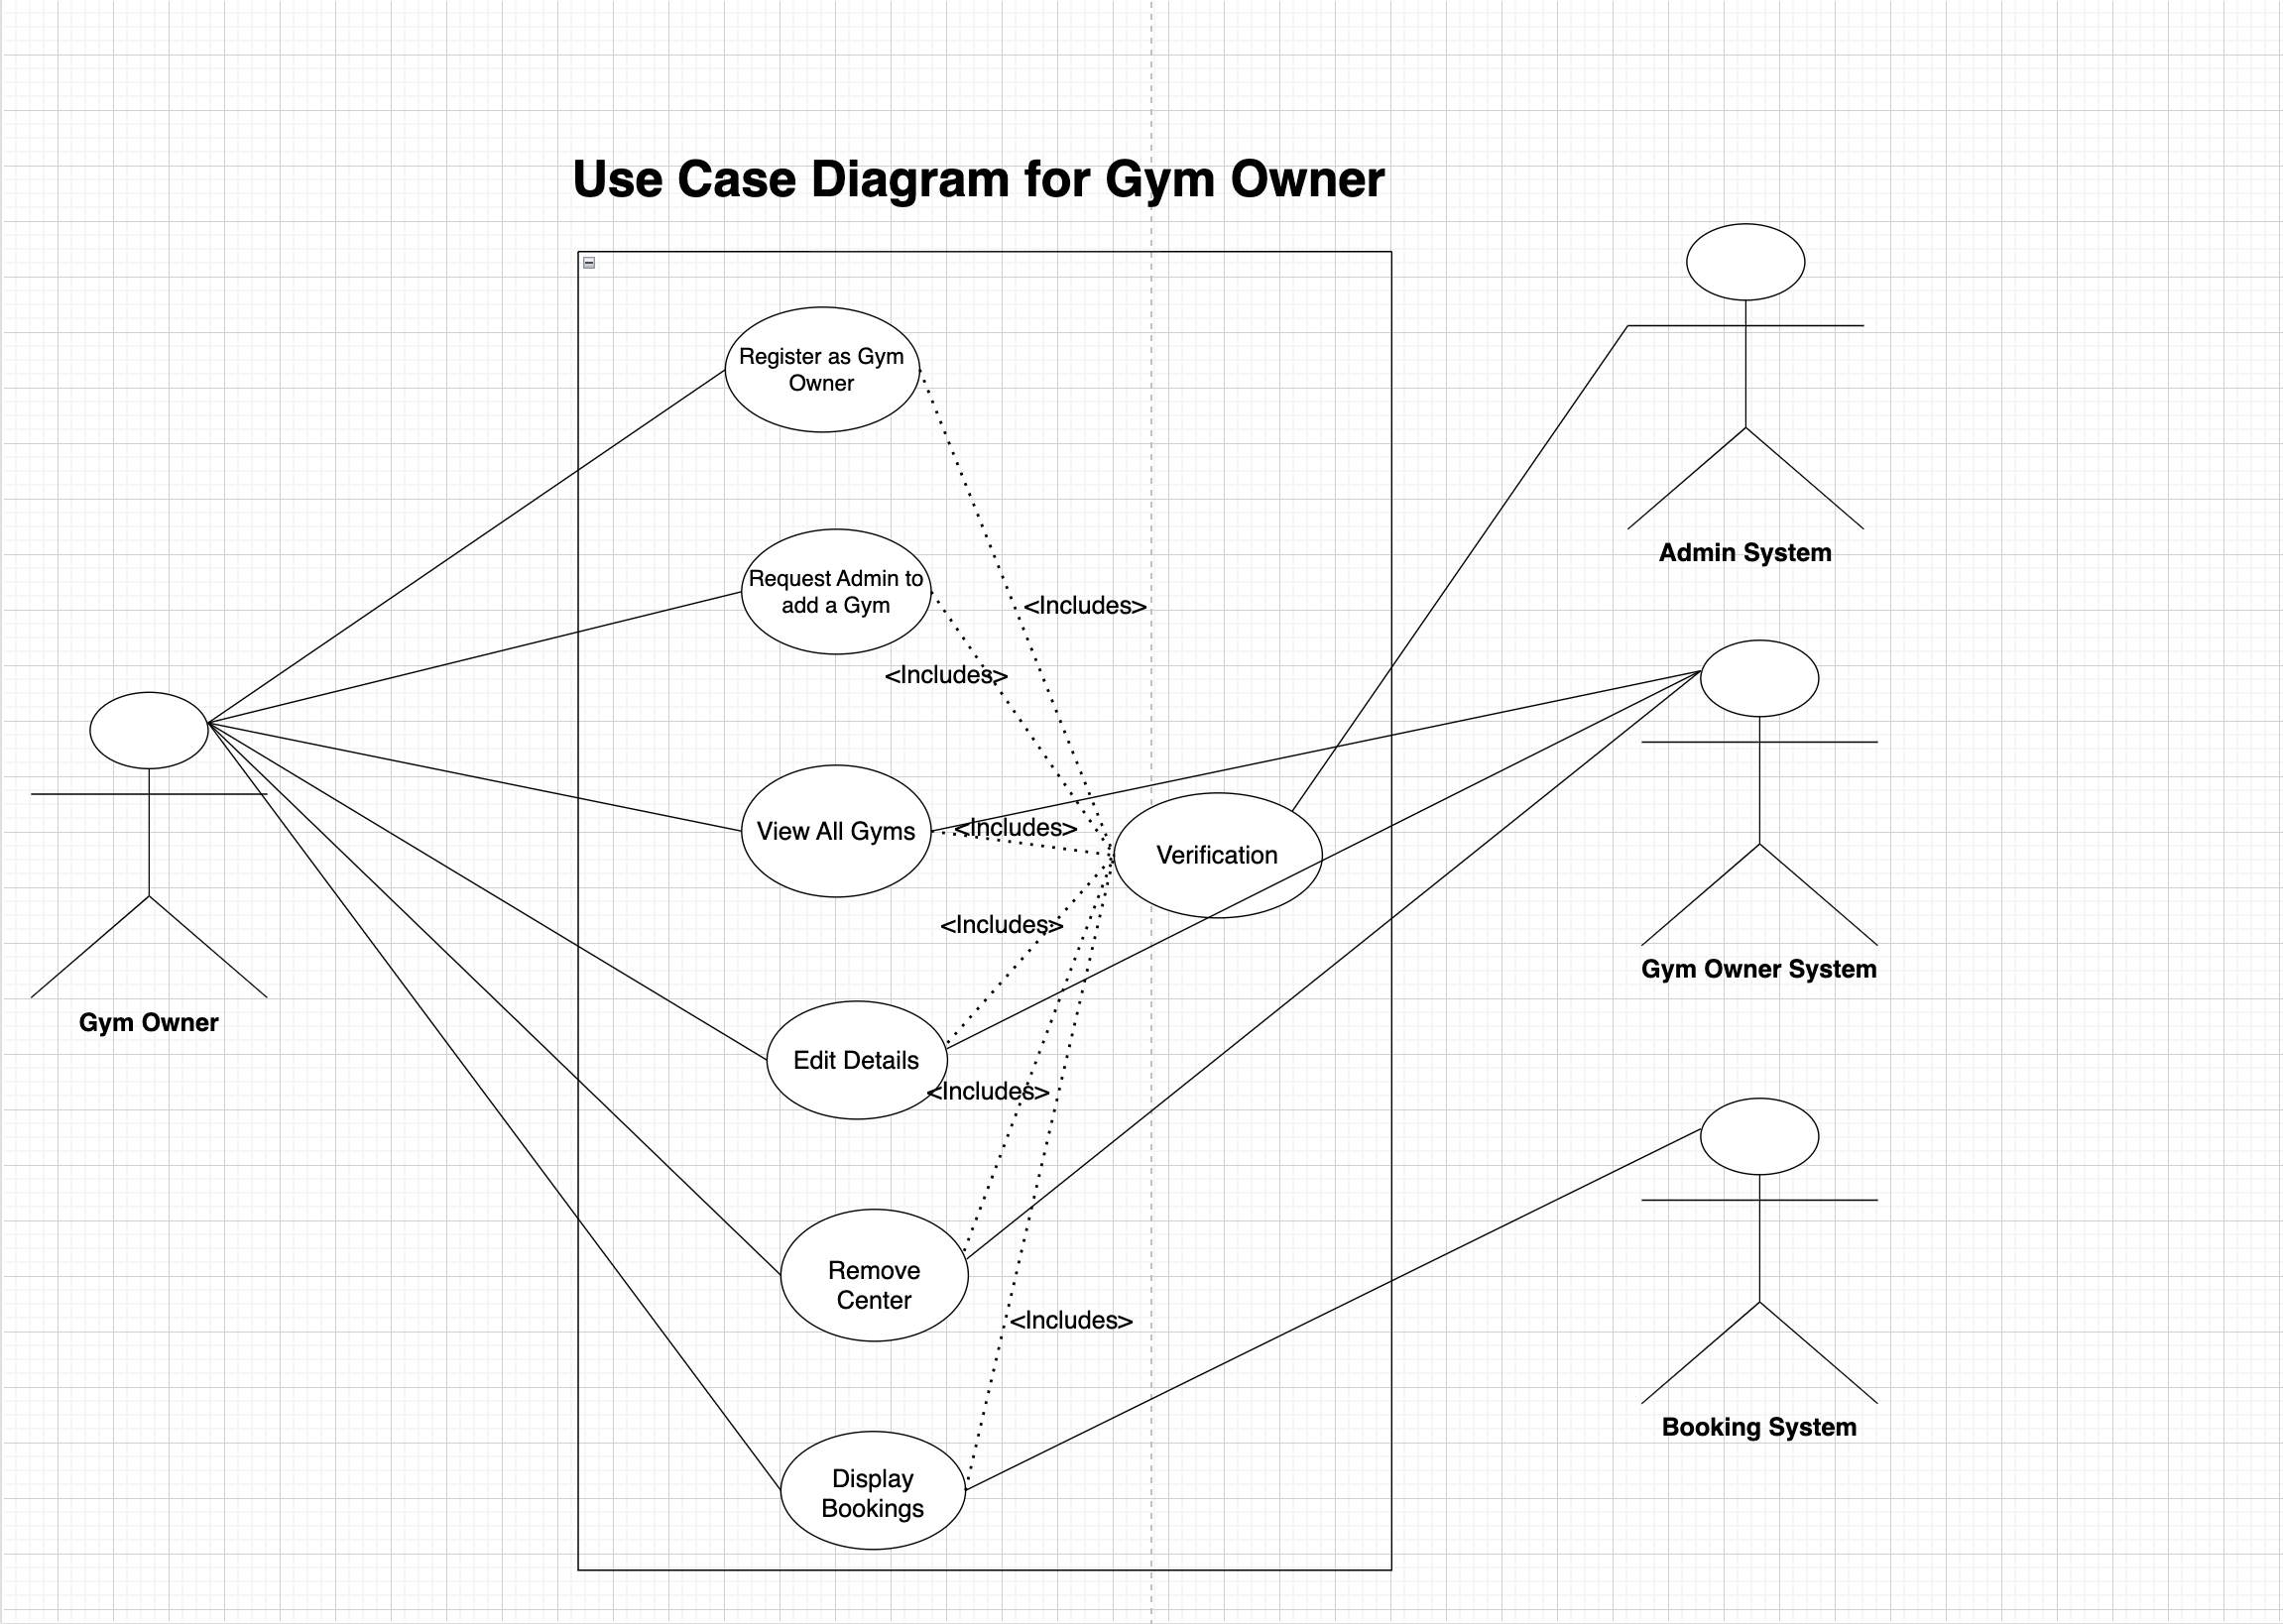 Use Case Diagram for Gym Owner
Register as Gym
Owner
Admin System
Request Admin to
add a Gym
<Includes>
<Includes>
View All Gyms
<Includes>
Verification
<Includes>
Gym Owner System
Gym Owner
Edit Details
<Includes>
Remove
Center
<Includes>
Booking System
Display
Bookings